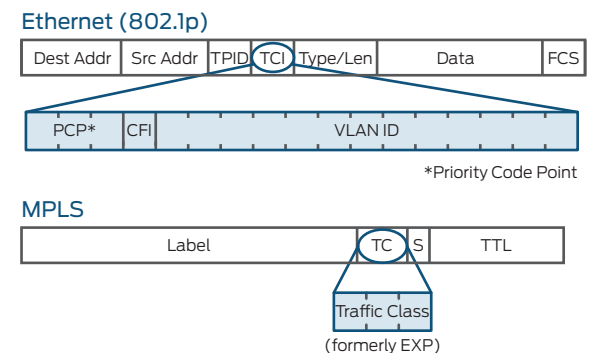 Ethernet (802.1p)
Dest Addr Src Addr TPID TCI Type/Len Data FCS
PCP* CFI VLAN ID
*Priority Code Point
MPLS
Label TC S TTL
Traffic Class
(formerly EXP)